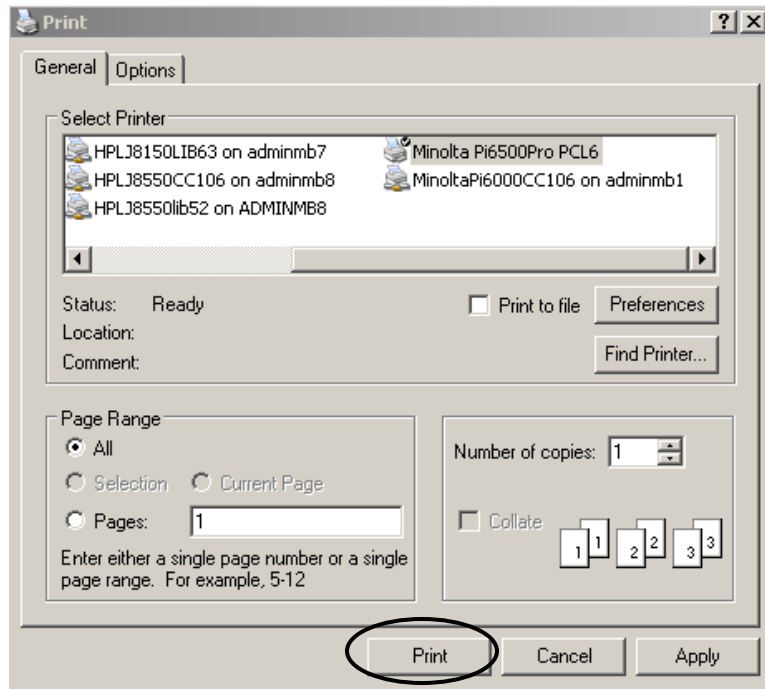 Print
General Options
Select Printer
HPLJ8150LIB63 on adminmb7 Minolta Pi6500Pro PCL6
HPLJ8550CC106 on adminmb8 MinoltaPi6000CC106 on adminmb1
HPLJ8550lib52 on ADMINMB8
Status: Ready Print to file Preferences
Location:
Comment: Find Printer...
Page Range
All
Selection Current Page
Pages: 1
Enter either a single page number or a single
page range. For example, 5-12
Number of copies: 1
Collate
1 1 2 2 3 3
Print Cancel Apply